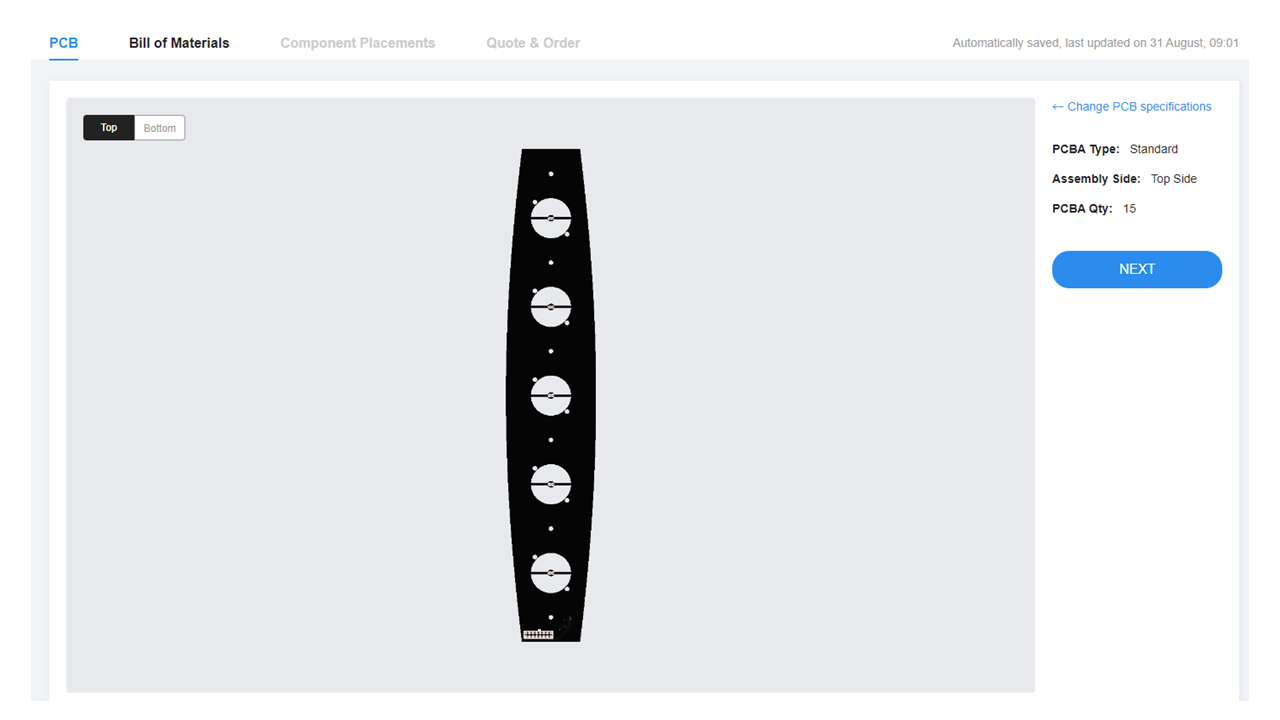 PCB Bill of Materials Component Placements Quote & Order Automatically saved, last updated on 31 August, 09:01
Top Bottom
← Change PCB specifications
PCBA Type: Standard
Assembly Side: Top Side
PCBA Qty: 15
NEXT